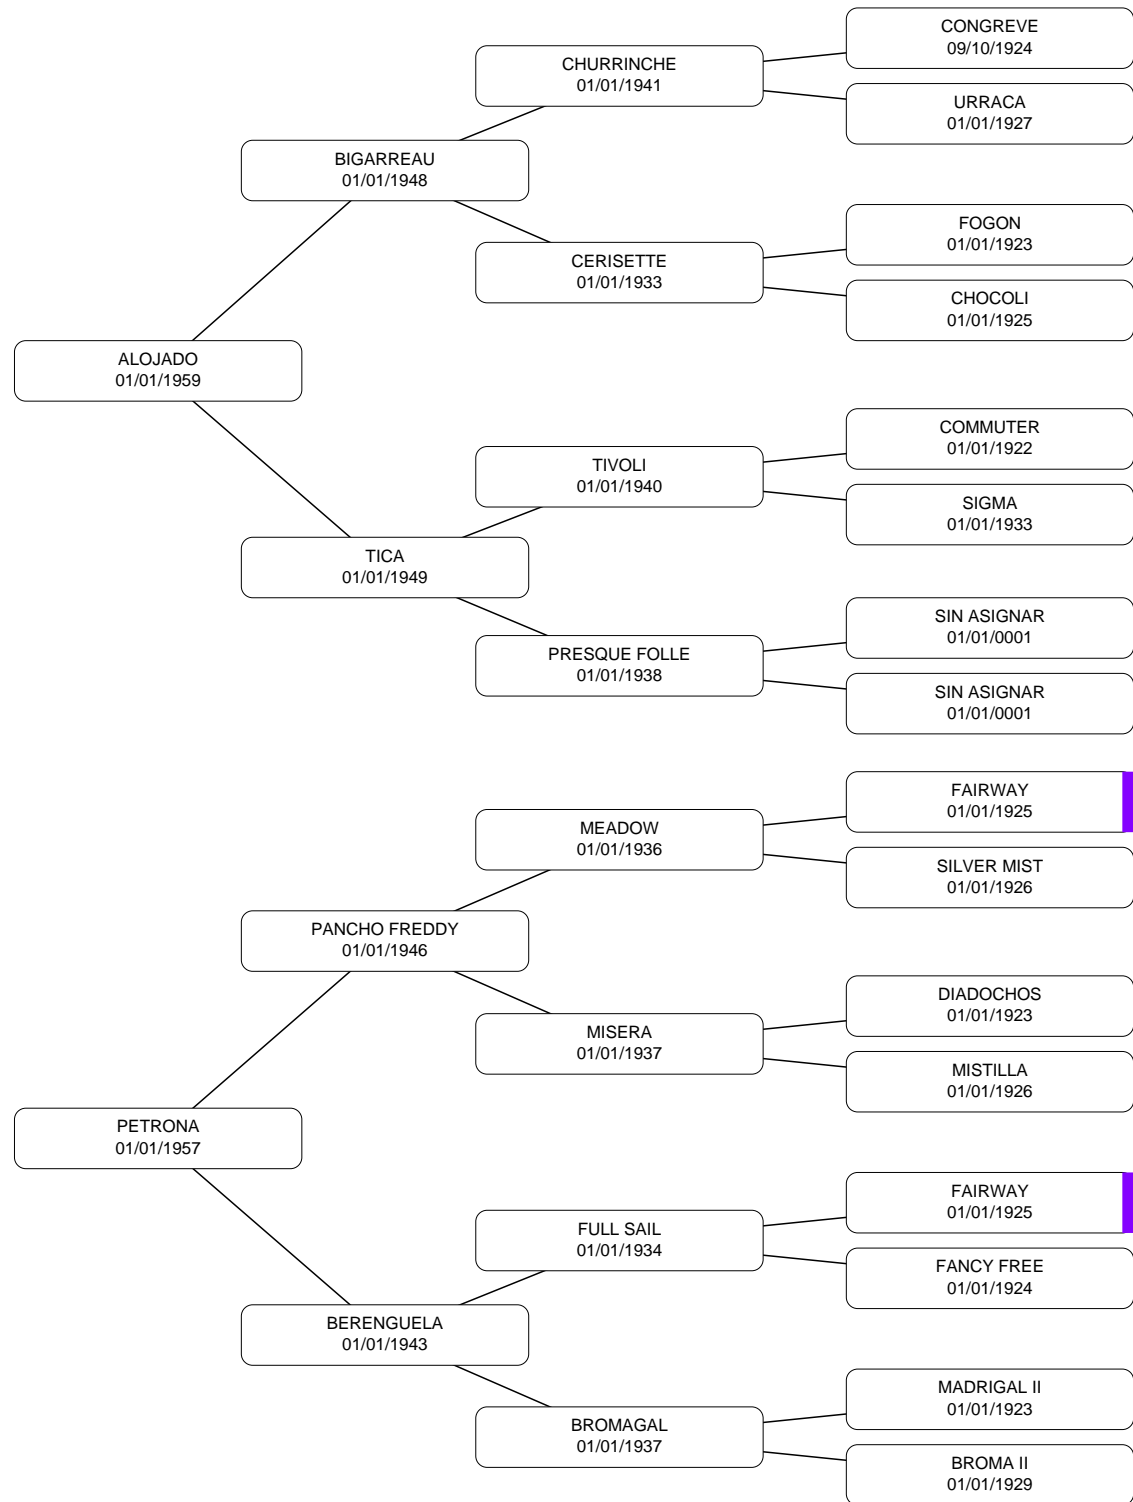 CONGREVE
09/10/1924
CHURRINCHE
01/01/1941
URRACA
01/01/1927
BIGARREAU
01/01/1948
FOGON
01/01/1923
CERISETTE
01/01/1933
CHOCOLI
01/01/1925
ALOJADO
01/01/1959
COMMUTER
01/01/1922
TIVOLI
01/01/1940
SIGMA
01/01/1933
TICA
01/01/1949
SIN ASIGNAR
01/01/0001
PRESQUE FOLLE
01/01/1938
SIN ASIGNAR
01/01/0001
FAIRWAY
01/01/1925
MEADOW
01/01/1936
SILVER MIST
01/01/1926
PANCHO FREDDY
01/01/1946
DIADOCHOS
01/01/1923
MISERA
01/01/1937
MISTILLA
01/01/1926
PETRONA
01/01/1957
FAIRWAY
01/01/1925
FULL SAIL
01/01/1934
FANCY FREE
01/01/1924
BERENGUELA
01/01/1943
MADRIGAL II
01/01/1923
BROMAGAL
01/01/1937
BROMA II
01/01/1929